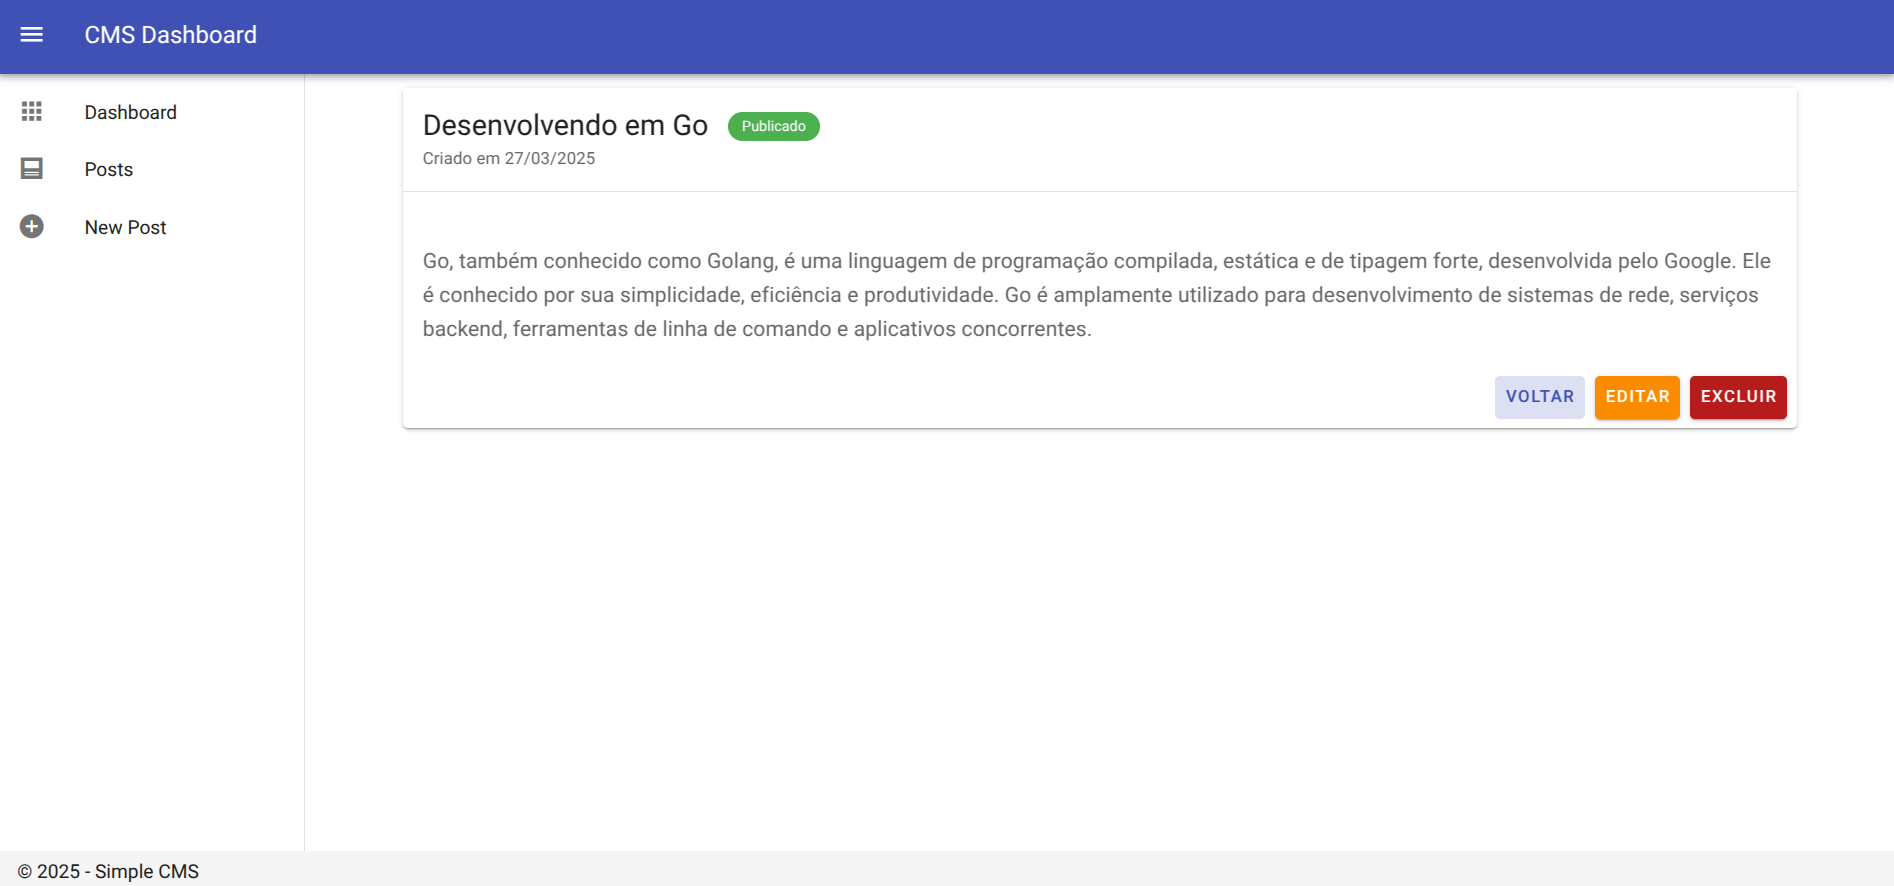 CMS Dashboard
Dashboard
Posts
New Post
Desenvolvendo em Go
Publicado
Criado em 27/03/2025
Go, também conhecido como Golang, é uma linguagem de programação compilada, estática e de tipagem forte, desenvolvida pelo Google. Ele
é conhecido por sua simplicidade, eficiência e produtividade. Go é amplamente utilizado para desenvolvimento de sistemas de rede, serviços
backend, ferramentas de linha de comando e aplicativos concorrentes.
VOLTAR
EDITAR
EXCLUIR
© 2025 - Simple CMS